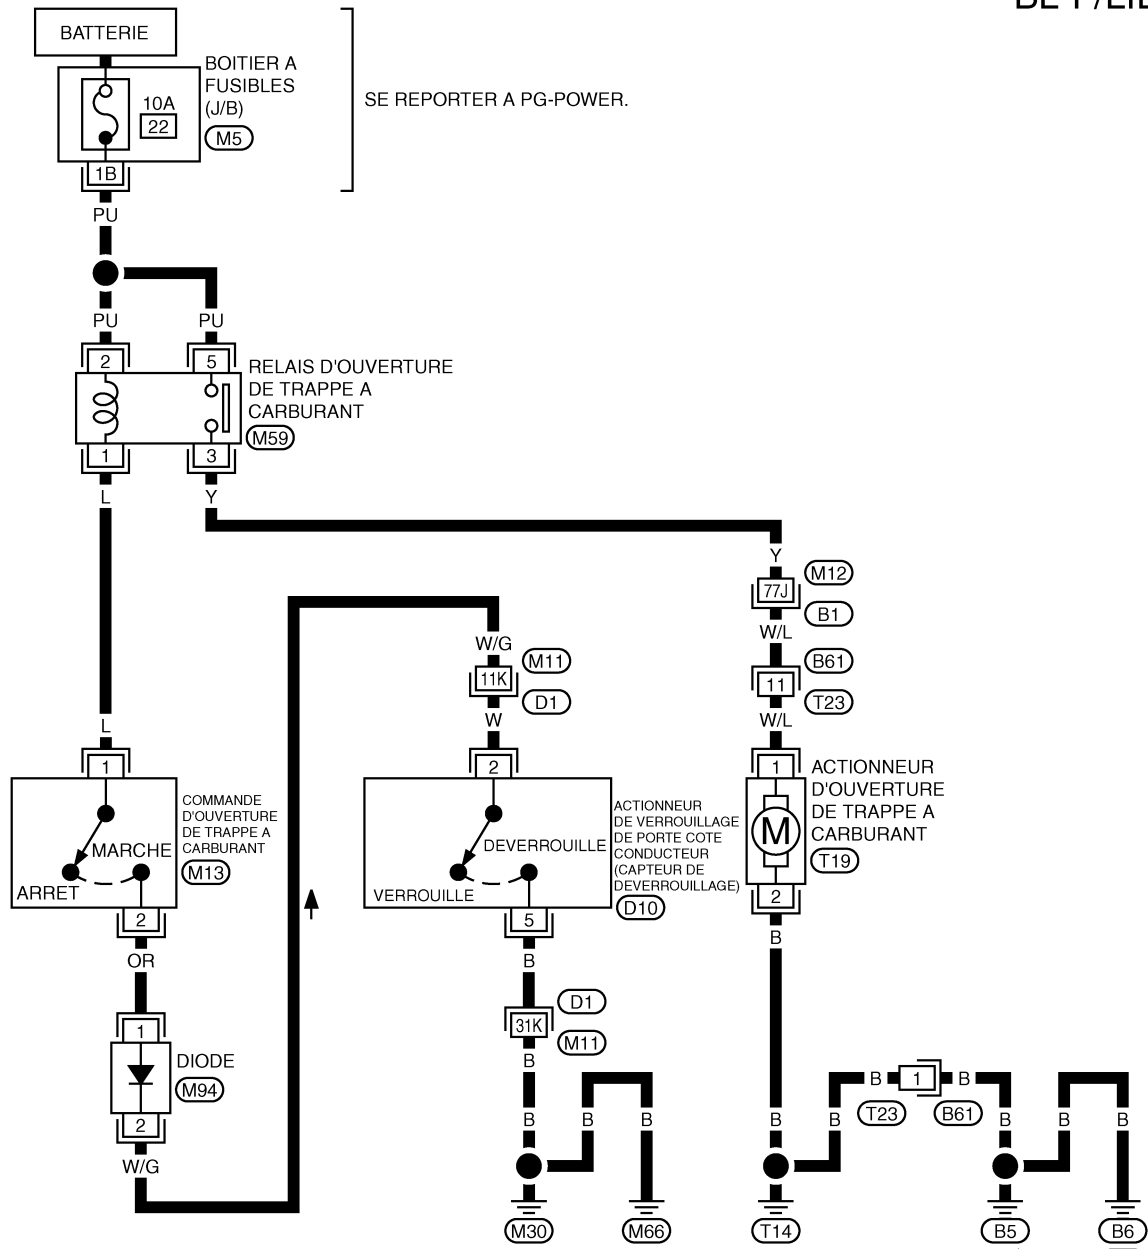 BATTERIE
BOITIER A
FUSIBLES
(J/B)
M5
10A
22
SE REPORTER A PG-POWER.
1B
PU
PU
PU
2
5
RELAIS D'OUVERTURE
DE TRAPPE A
CARBURANT
M59
1
3
L
Y
Y
77J
M12
B1
W/L
W/G
11K
M11
D1
W
11
B61
T23
W/L
L
1
COMMANDE
D'OUVERTURE
DE TRAPPE A
CARBURANT
M13
MARCHE
ARRET
2
OR
2
DEVERROUILLE
VERROUILLE
ACTIONNEUR
DE VERROUILLAGE
DE PORTE COTE
CONDUCTEUR
(CAPTEUR DE
DEVERROUILLAGE)
D10
5
B
1
ACTIONNEUR
D'OUVERTURE
DE TRAPPE A
CARBURANT
T19
M
2
B
1
DIODE
M94
2
W/G
31K
D1
M11
B
B
B
B
B
B
B
1
B
T23
B61
B
B
B
M30
M66
T14
B5
B6